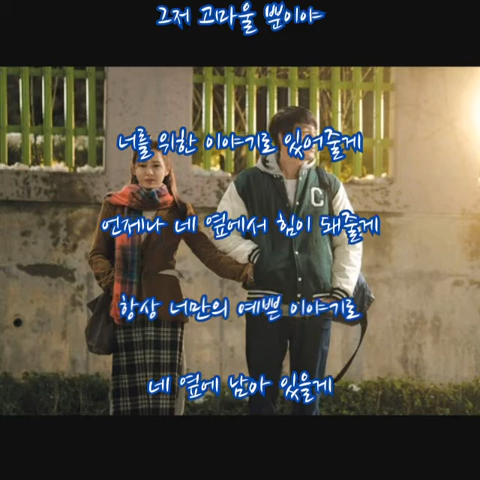 그저 고마울 뿐이야
너를 위한 이야기로 있어줄게
언제나 네 옆에서 힘이 돼줄게
항상 너만의 예쁜 이야기로
네 옆에 남아 있을게
C